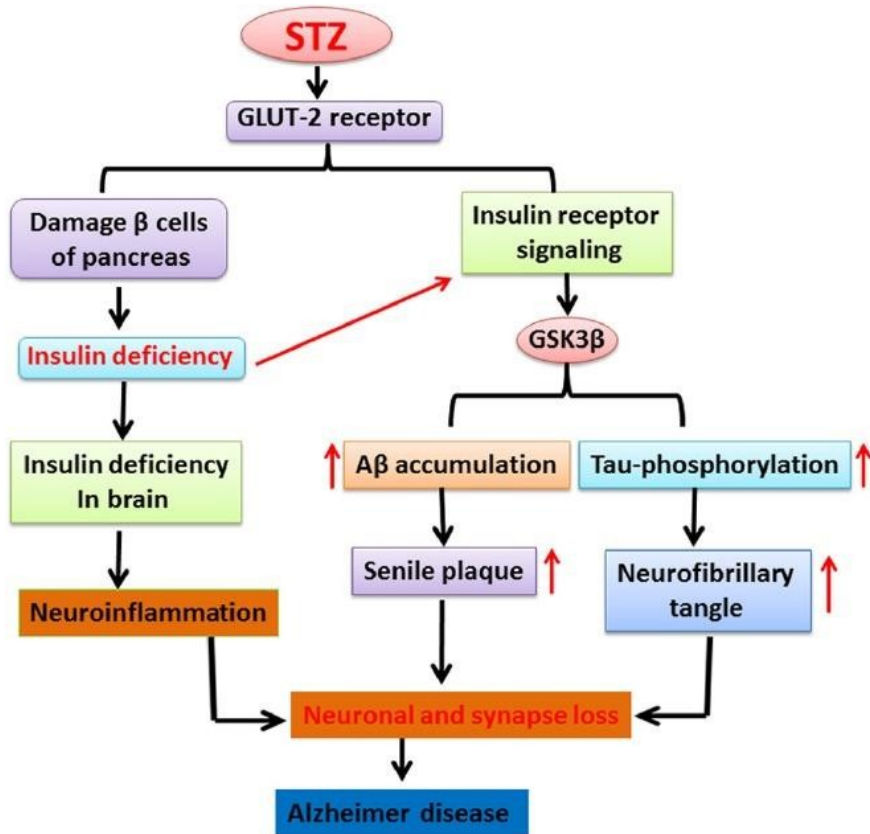 STZ
GLUT-2 receptor
Damage β cells
of pancreas
Insulin receptor
signaling
Insulin deficiency
GSK3β
Insulin deficiency
In brain
Aβ accumulation
Tau-phosphorylation
Senile plaque
Neurofibrillary
tangle
Neuroinflammation
Neuronal and synapse loss
Alzheimer disease